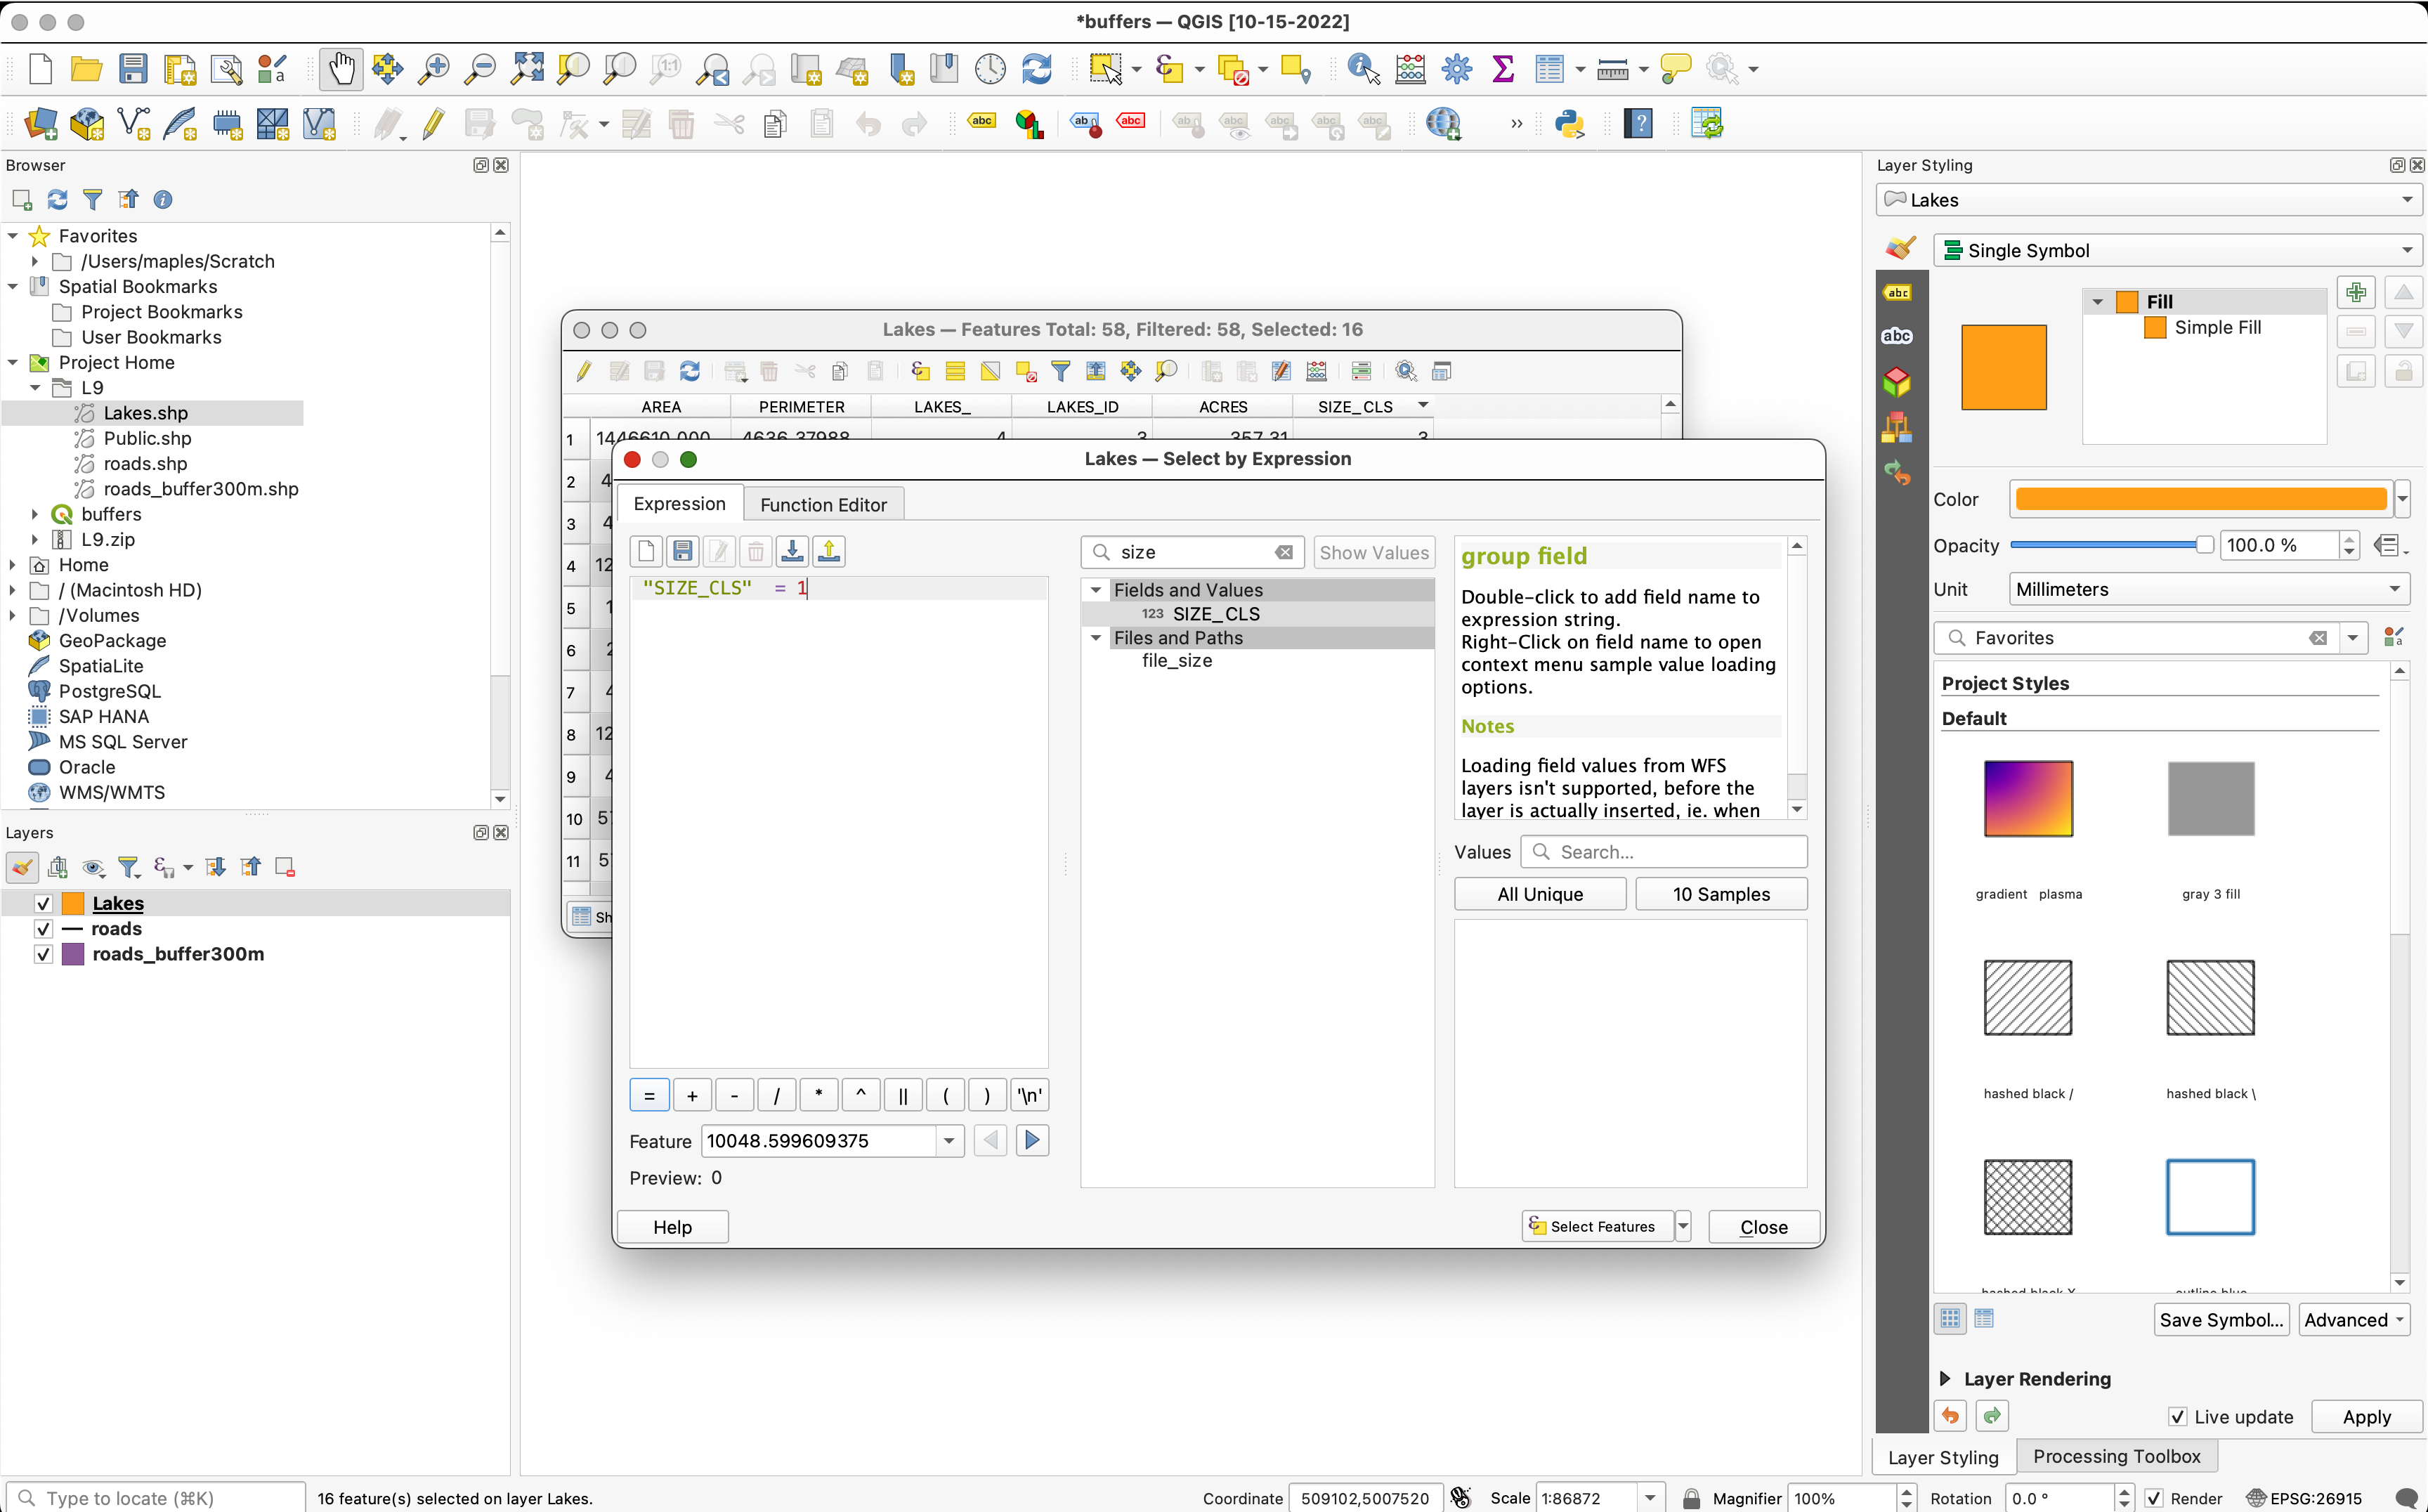 *buffers — QGIS [10-15-2022]
Browser
Favorites
/Users/maples/Scratch
Spatial Bookmarks
Project Bookmarks
User Bookmarks
Project Home
L9
Lakes.shp
Public.shp
roads.shp
roads_buffer300m.shp
buffers
L9.zip
Home
/ (Macintosh HD)
/Volumes
GeoPackage
SpatiaLite
PostgreSQL
SAP HANA
MS SQL Server
Oracle
WMS/WMTS
Layers
Lakes
roads
roads_buffer300m
Type to locate (⌘K)
16 feature(s) selected on layer Lakes.
Lakes — Features Total: 58, Filtered: 58, Selected: 16
AREA PERIMETER LAKES_ LAKES_ID ACRES SIZE_CLS
1 1446610.000 4636.37988 4 3 357.31 3
2 4
3 4
4 12
5 1
6 2
7 4
8 12
9 4
10 57
11 57
Sh
Lakes — Select by Expression
Expression Function Editor
"SIZE_CLS" = 1
size
Show Values
Fields and Values
123 SIZE_CLS
Files and Paths
file_size
group field
Double-click to add field name to
expression string.
Right-Click on field name to open
context menu sample value loading
options.
Notes
Loading field values from WFS
layers isn't supported, before the
layer is actually inserted, ie. when
Values Search...
All Unique 10 Samples
= + - / * ^ || ( ) '\n'
Feature 10048.599609375
Preview: 0
Help Select Features Close
Layer Styling
Lakes
Single Symbol
Fill
Simple Fill
Color
Opacity 100.0 %
Unit Millimeters
Favorites
Project Styles
Default
gradient plasma gray 3 fill
hashed black / hashed black \
hashed black X outline blue
Save Symbol... Advanced
Layer Rendering
Live update Apply
Layer Styling Processing Toolbox
Coordinate 509102,5007520 Scale 1:86872 Magnifier 100% Rotation 0.0 ° Render EPSG:26915